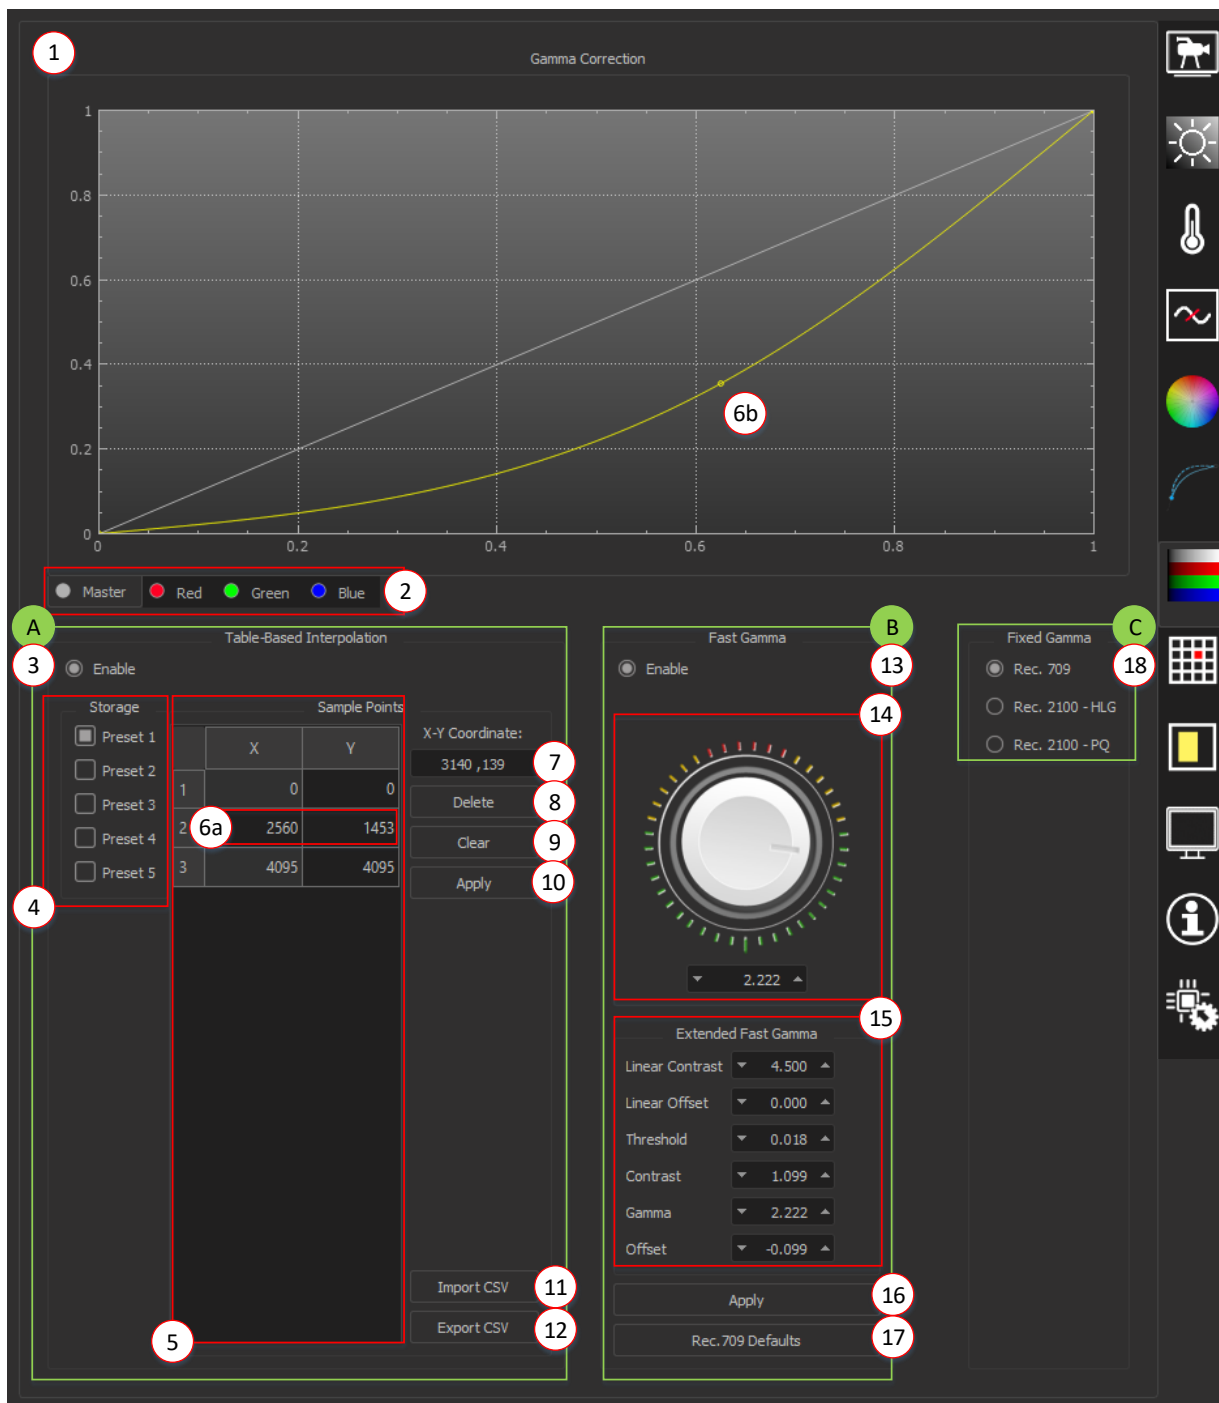 1
Gamma Correction
1
0.8
0.6
0.4
0.2
0
0 0.2 0.4 0.6 0.8 1
6b
Master Red Green Blue 2
A
Table-Based Interpolation
3 Enable
Storage
Preset 1
Preset 2
Preset 3
Preset 4
Preset 5
4
Sample Points
X Y
1 0 0
2 6a 2560 1453
3 4095 4095
5
X-Y Coordinate:
3140 ,139 7
Delete 8
Clear 9
Apply 10
Import CSV 11
Export CSV 12
Fast Gamma B
Enable 13
14
2.222
15
Extended Fast Gamma
Linear Contrast 4.500
Linear Offset 0.000
Threshold 0.018
Contrast 1.099
Gamma 2.222
Offset -0.099
Apply 16
Rec.709 Defaults 17
Fixed Gamma C
Rec. 709 18
Rec. 2100 - HLG
Rec. 2100 - PQ